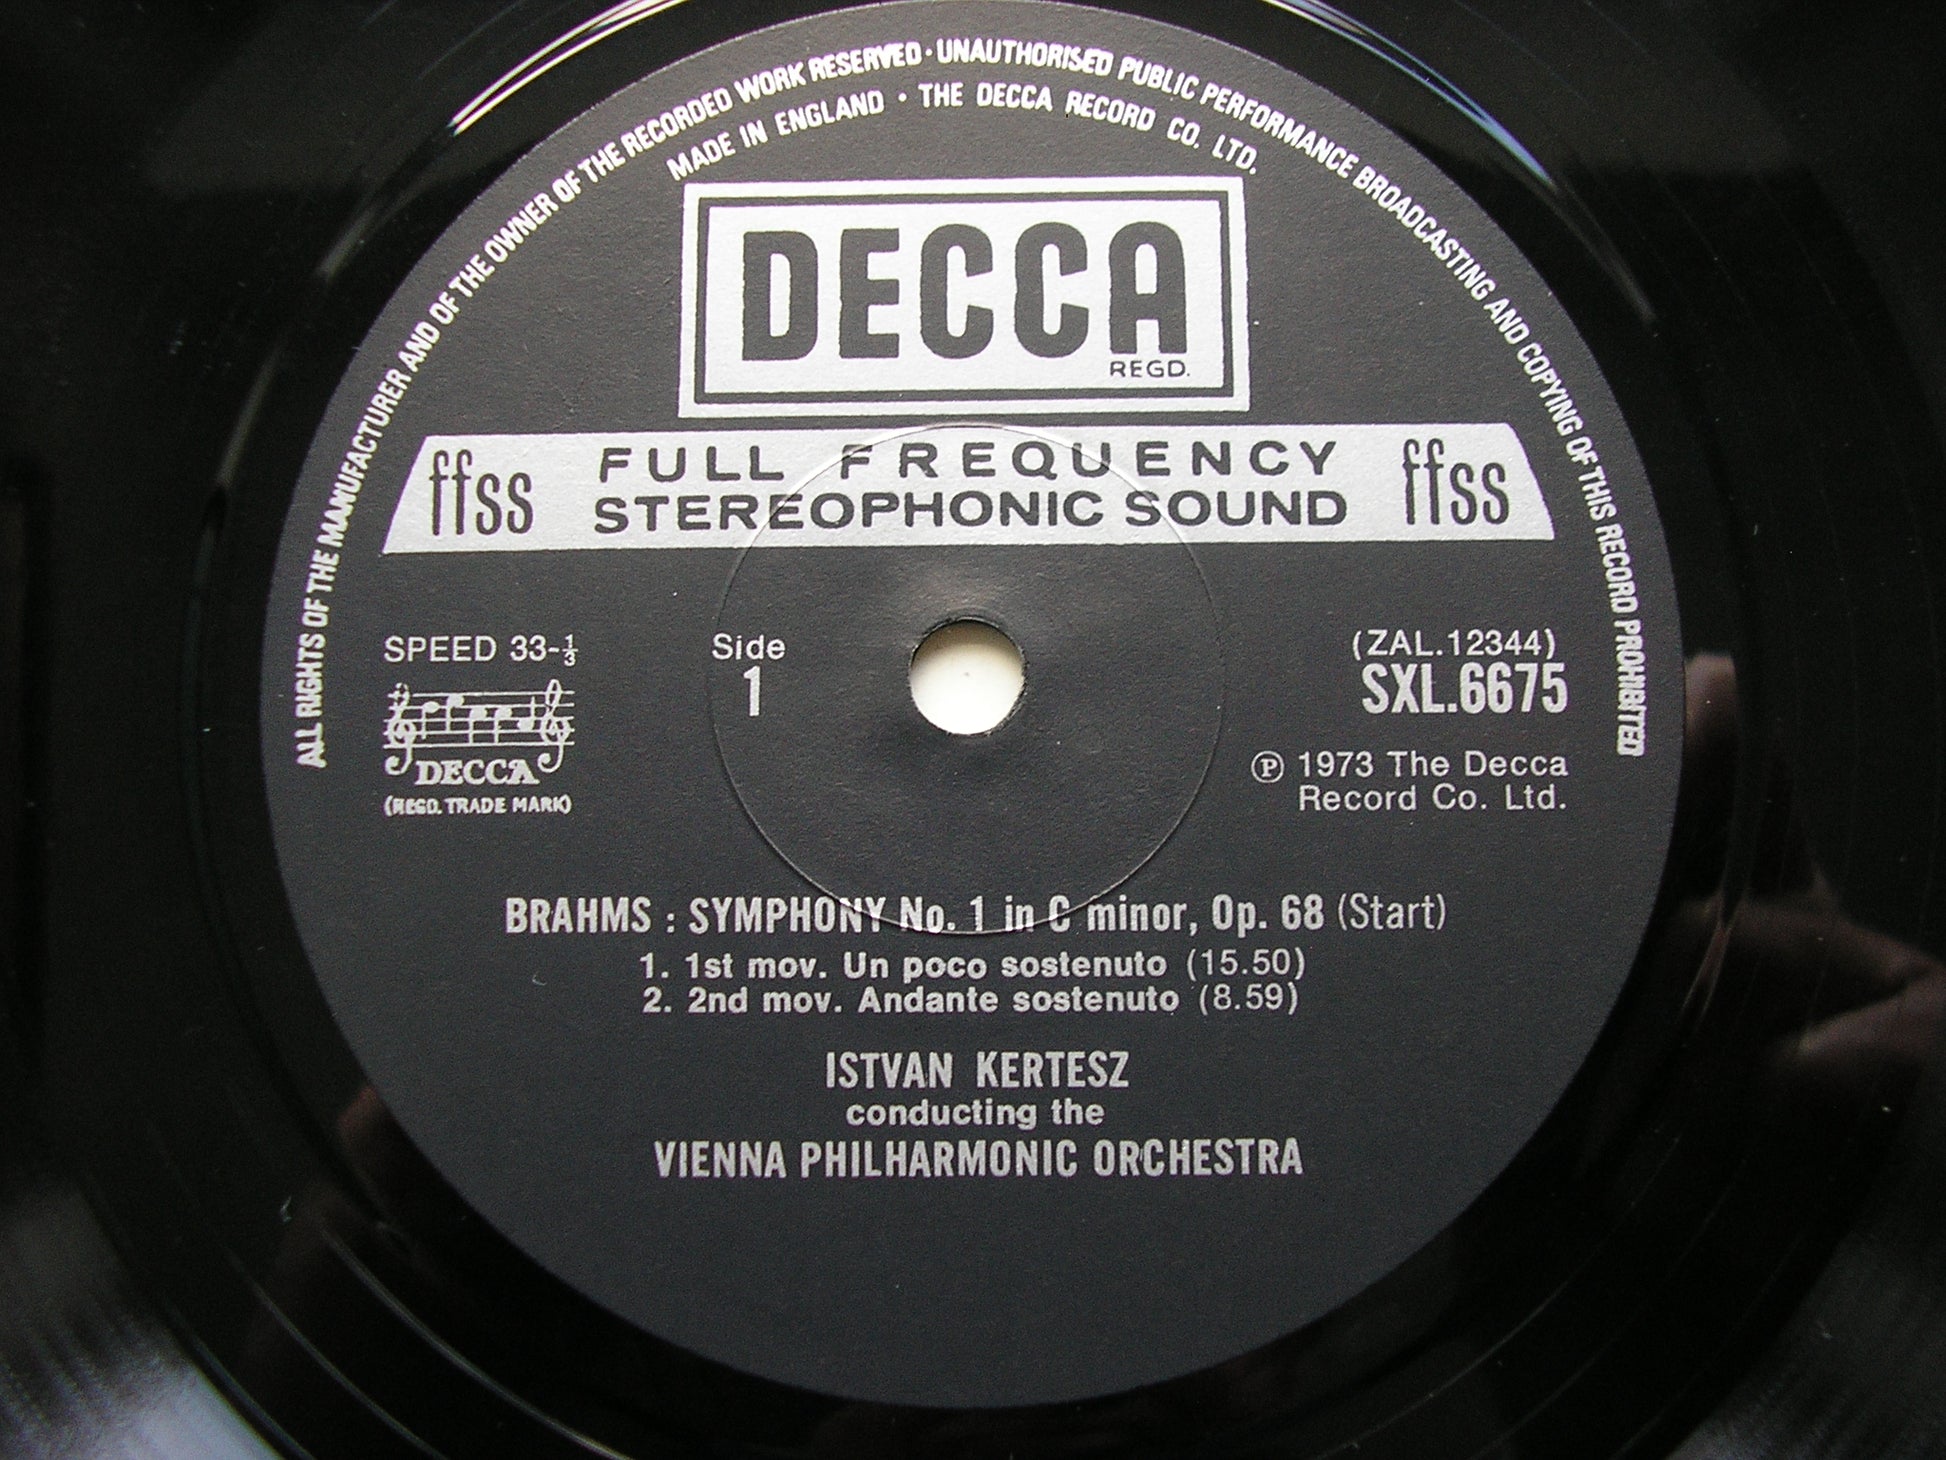 ALL RIGHTS OF THE MANUFACTURER AND OF THE OWNER OF THE RECORDED WORK RESERVED · UNAUTHORISED PUBLIC PERFORMANCE BROADCASTING AND COPYING OF THIS RECORD PROHIBITED
MADE IN ENGLAND · THE DECCA RECORD CO. LTD.
DECCA
REGD.
ffss FULL FREQUENCY STEREOPHONIC SOUND ffss
SPEED 33-⅓
Side
1
(ZAL.12344)
SXL.6675
DECCA
(REGD. TRADE MARK)
℗ 1973 The Decca
Record Co. Ltd.
BRAHMS : SYMPHONY No. 1 in C minor, Op. 68 (Start)
1. 1st mov. Un poco sostenuto (15.50)
2. 2nd mov. Andante sostenuto (8.59)
ISTVAN KERTESZ
conducting the
VIENNA PHILHARMONIC ORCHESTRA